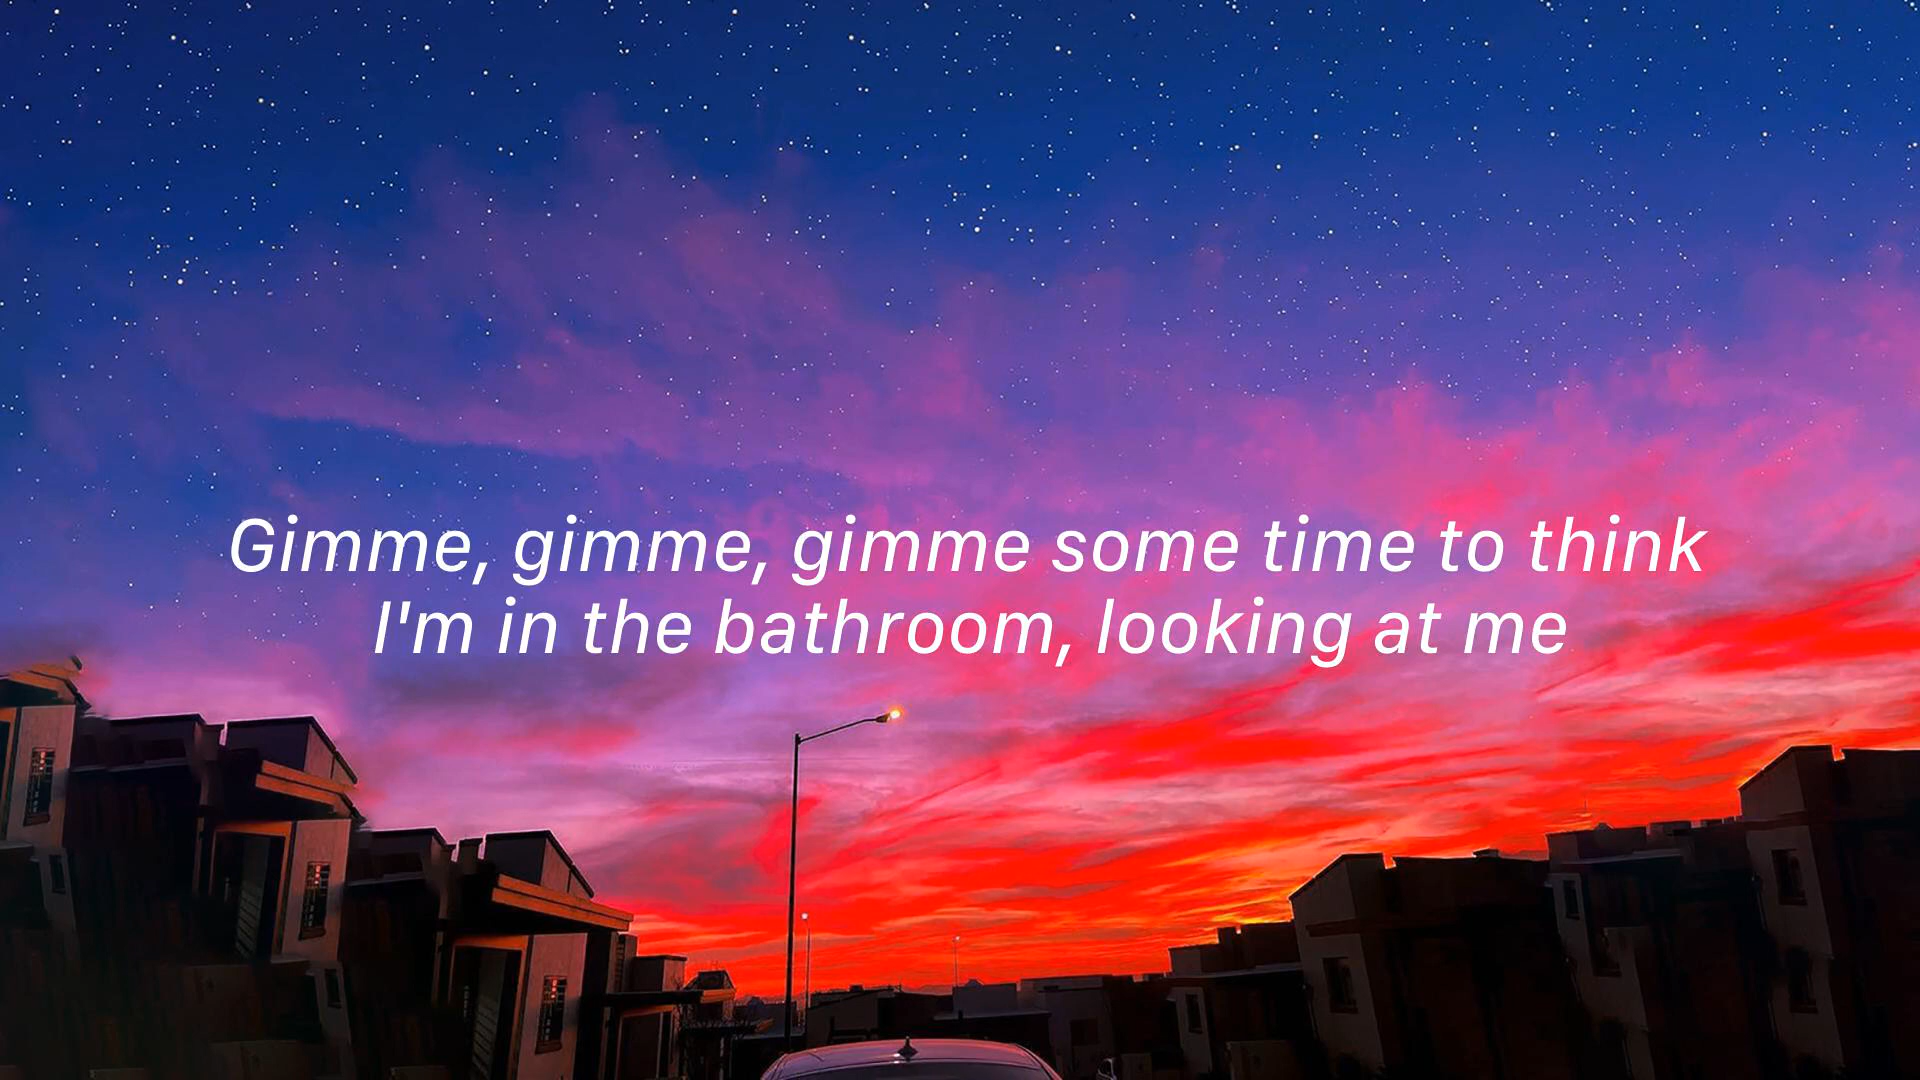 Gimme, gimme, gimme some time to think
I'm in the bathroom, looking at me